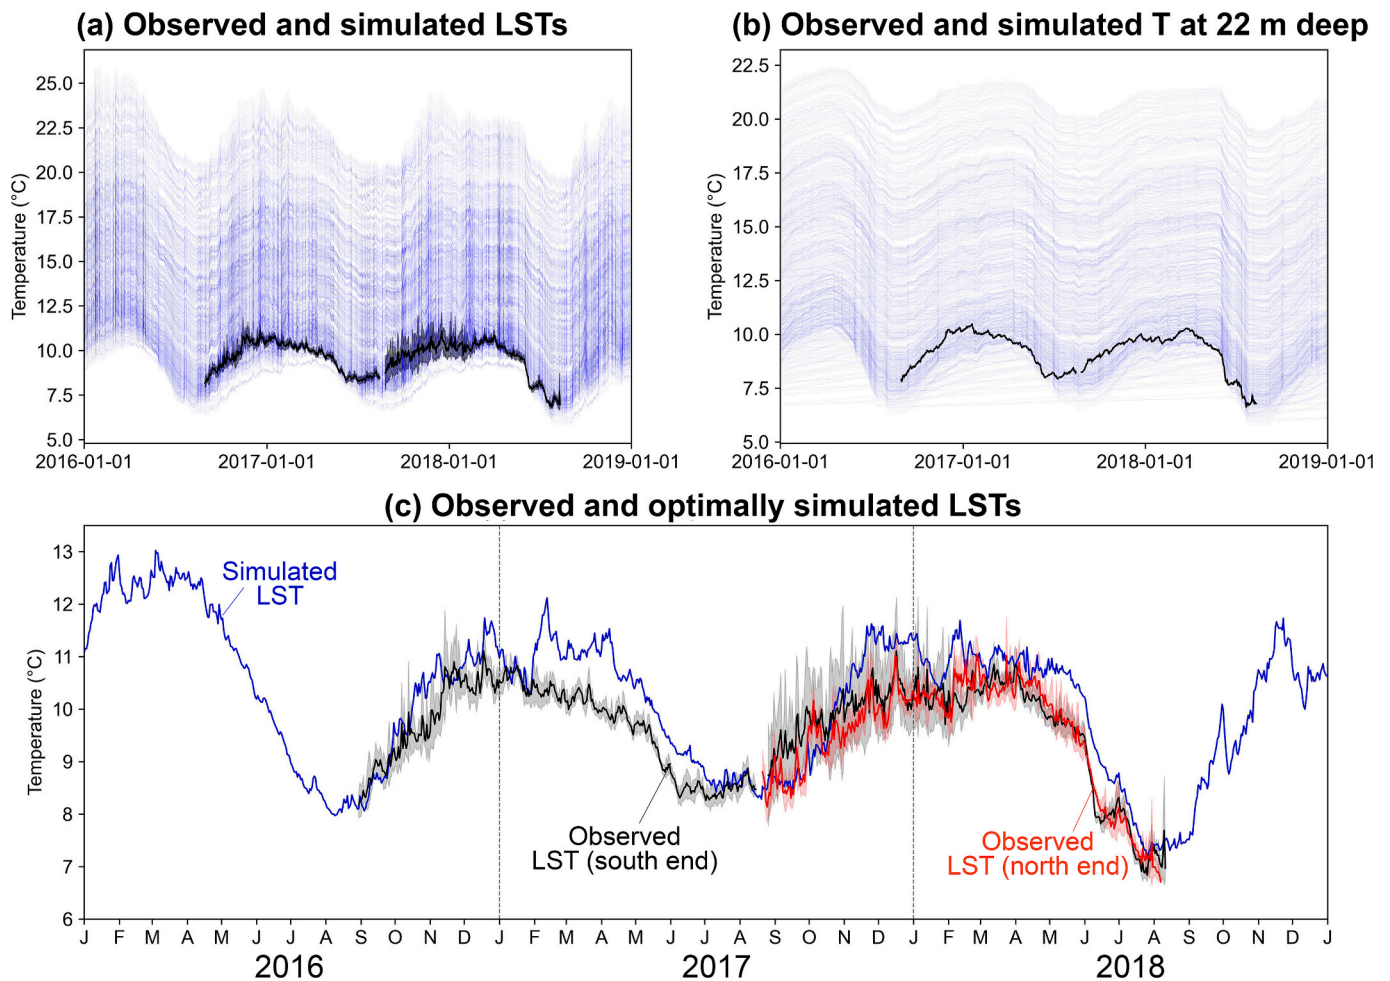 (a) Observed and simulated LSTs
25.0
22.5
20.0
17.5
15.0
12.5
10.0
7.5
5.0
Temperature (°C)
2016-01-01 2017-01-01 2018-01-01 2019-01-01
(b) Observed and simulated T at 22 m deep
22.5
20.0
17.5
15.0
12.5
10.0
7.5
5.0
Temperature (°C)
2016-01-01 2017-01-01 2018-01-01 2019-01-01
(c) Observed and optimally simulated LSTs
13
12
11
10
9
8
7
6
Temperature (°C)
Simulated
LST
Observed
LST (south end)
Observed
LST (north end)
J F M A M J J A S O N D J F M A M J J A S O N D J F M A M J J A S O N D J
2016 2017 2018